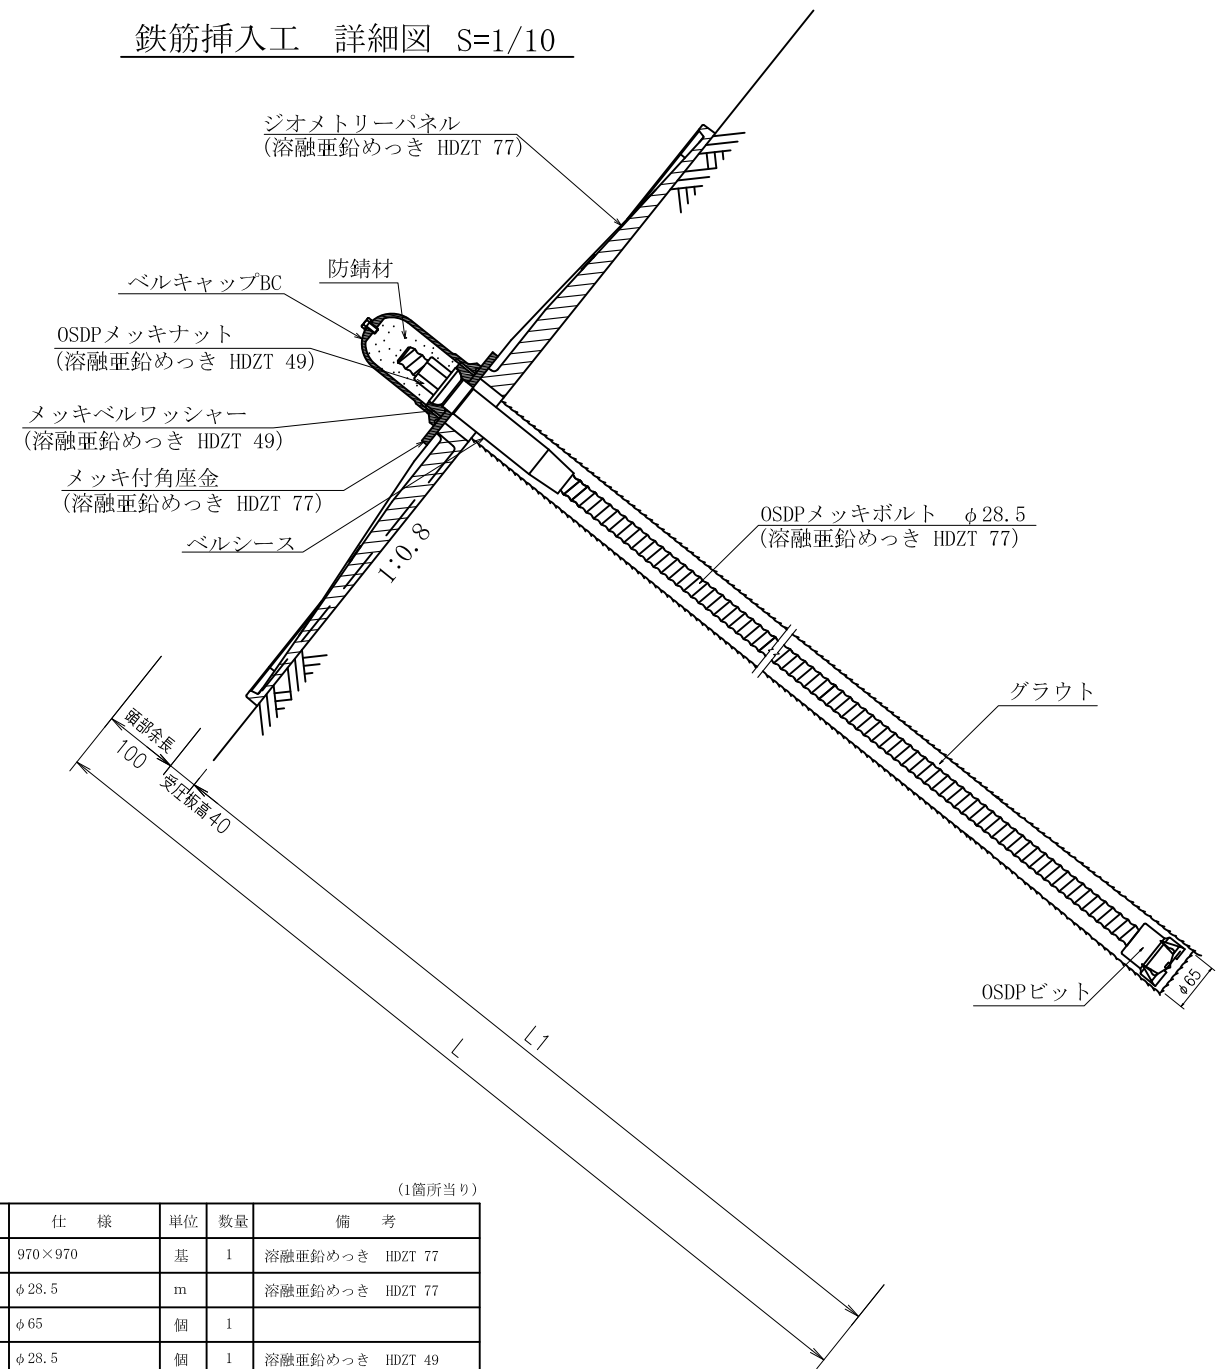 鉄筋挿入工　詳細図　S=1/10
ジオメトリーパネル
(溶融亜鉛めっき HDZT 77)
ベルキャップBC
防錆材
OSDPメッキナット
(溶融亜鉛めっき HDZT 49)
メッキベルワッシャー
(溶融亜鉛めっき HDZT 49)
メッキ付角座金
(溶融亜鉛めっき HDZT 77)
ベルシース
1:0.8
OSDPメッキボルト　φ28.5
(溶融亜鉛めっき HDZT 77)
グラウト
頭部余長
100
受圧板高40
OSDPビット
φ65
L1
L
(1箇所当り)
仕　様 単位 数量 備　考
970×970 基 1 溶融亜鉛めっき　HDZT 77
φ28.5 m 溶融亜鉛めっき　HDZT 77
φ65 個 1
φ28.5 個 1 溶融亜鉛めっき　HDZT 49